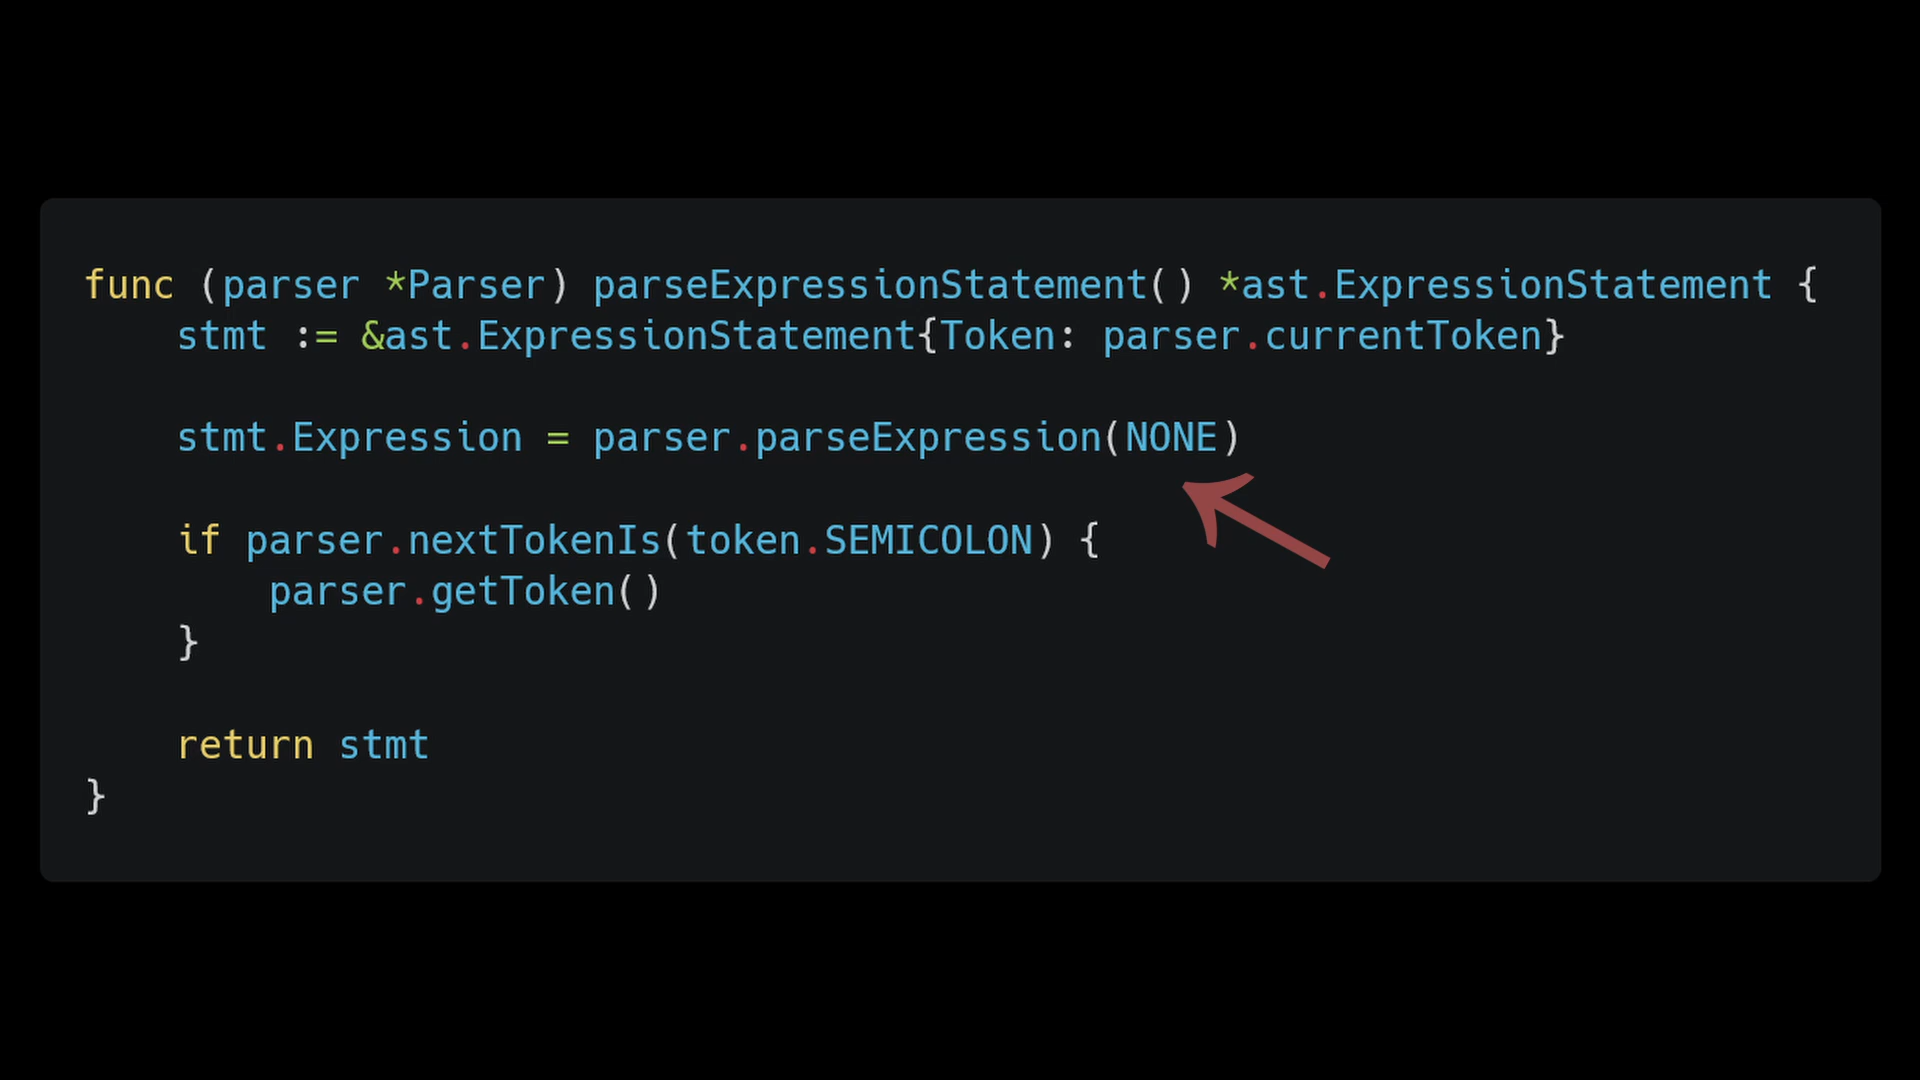 func (parser *Parser) parseExpressionStatement() *ast.ExpressionStatement {
    stmt := &ast.ExpressionStatement{Token: parser.currentToken}
    stmt.Expression = parser.parseExpression(NONE)
    if parser.nextTokenIs(token.SEMICOLON) {
        parser.getToken()
    }
    return stmt
}